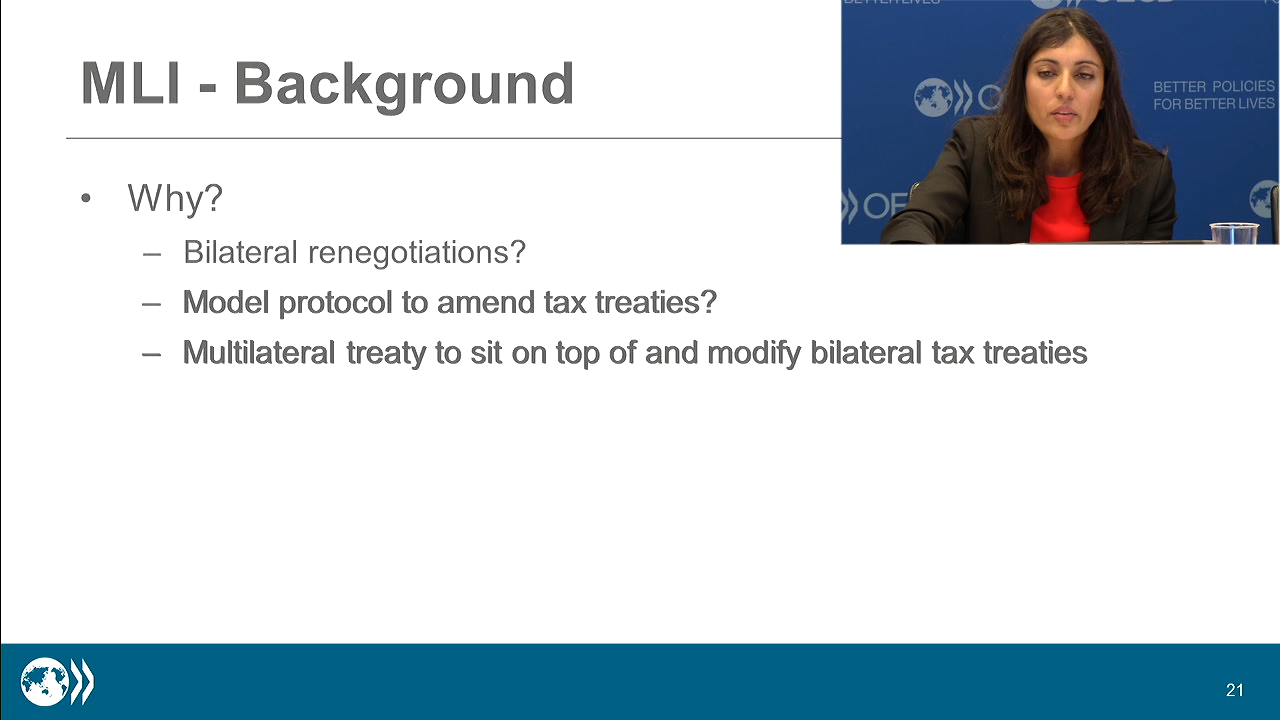 MLI - Background
BETTER POLICIES
FOR BETTER LIVES
• Why?
– Bilateral renegotiations?
– Model protocol to amend tax treaties?
– Multilateral treaty to sit on top of and modify bilateral tax treaties
21